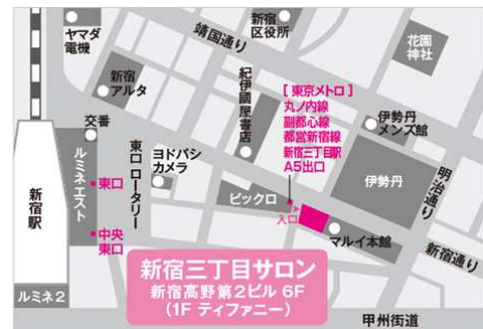 ヤマダ
電機
新宿
区役所
靖国通り
花園
神社
新宿
アルタ
紀伊國屋書店
[ 東京メトロ ]
丸ノ内線
副都心線
都営新宿線
新宿三丁目駅
A5出口
伊勢丹
メンズ館
交番
ルミネエスト
東口 ロータリー
ヨドバシ
カメラ
伊勢丹
明治通り
東口
ビックロ
入口
新宿駅
中央
東口
マルイ本館
新宿通り
新宿三丁目サロン
新宿高野第2ビル 6F
(1F ティファニー)
ルミネ2
甲州街道